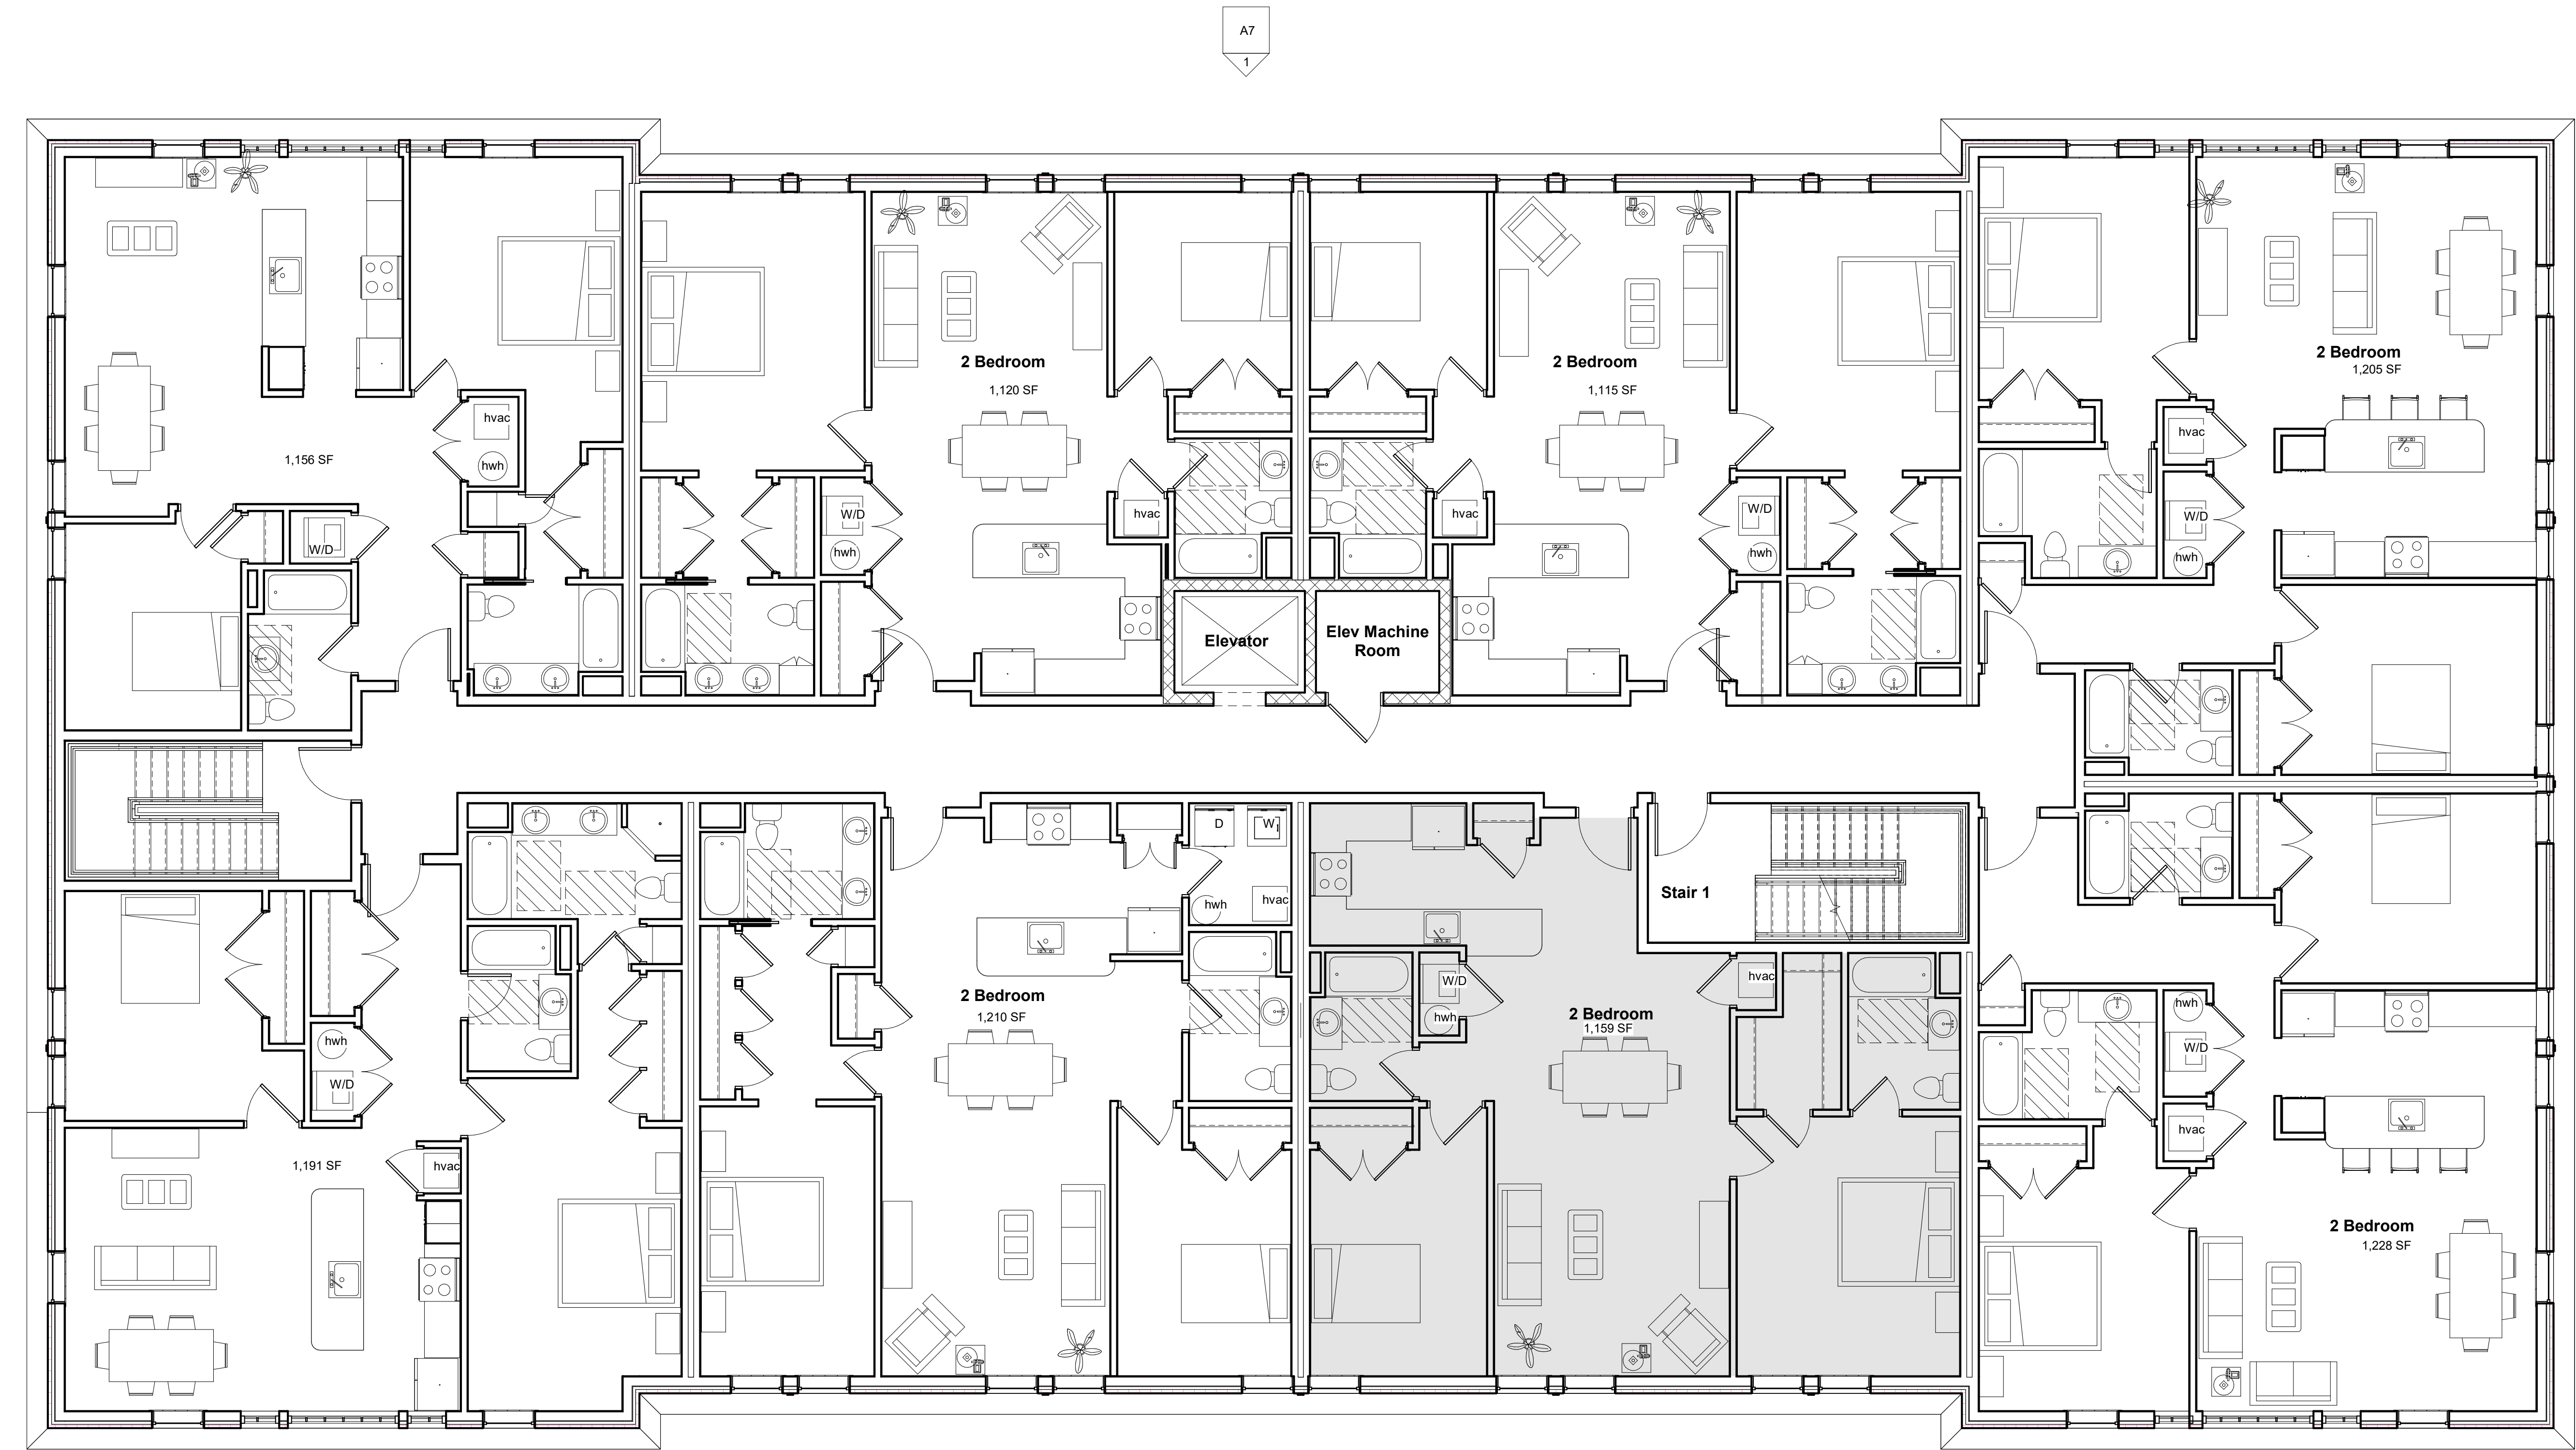 A7
1
hvac
hwh
1,156 SF
W/D
2 Bedroom
1,120 SF
W/D
hwh
hvac
Elevator
Elev Machine
Room
2 Bedroom
1,115 SF
hvac
W/D
hwh
2 Bedroom
1,205 SF
hvac
W/D
hwh
D
W
hwh
hvac
2 Bedroom
1,210 SF
hwh
W/D
1,191 SF
hvac
Stair 1
W/D
hwh
hvac
2 Bedroom
1,159 SF
hwh
W/D
hvac
2 Bedroom
1,228 SF